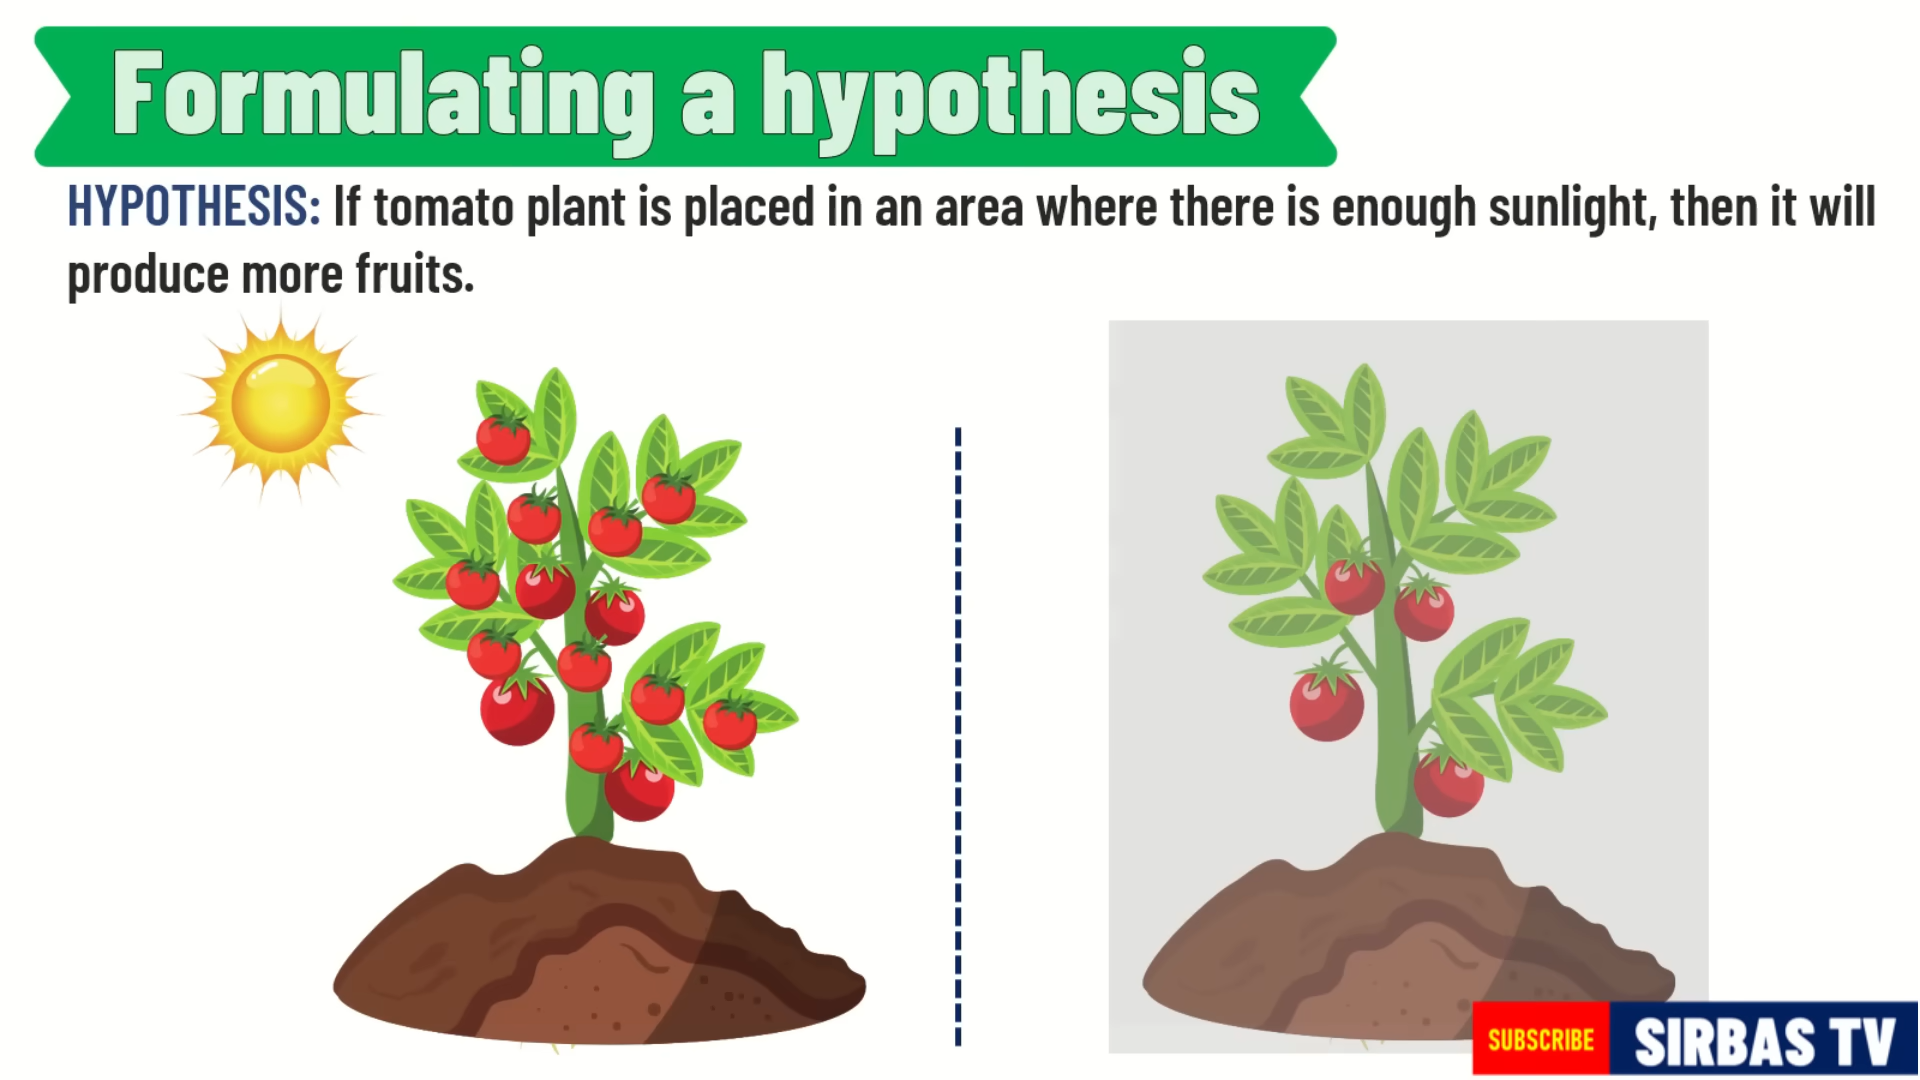 Formulating a hypothesis
HYPOTHESIS: If tomato plant is placed in an area where there is enough sunlight, then it will
produce more fruits.
SUBSCRIBE SIRBAS TV